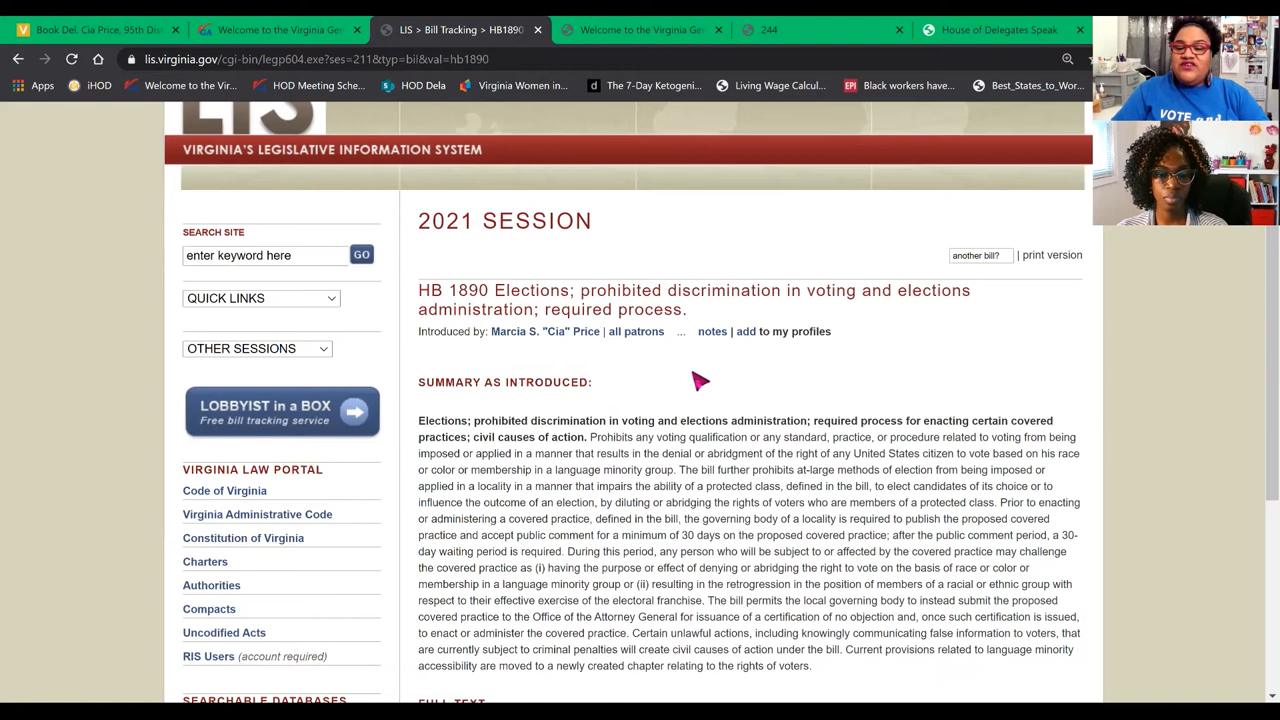 Book Del. Cia Price, 95th Dist
Welcome to the Virginia Gen
LIS > Bill Tracking > HB1890
Welcome to the Virginia Gen
244
House of Delegates Speak
lis.virginia.gov/cgi-bin/legp604.exe?ses=211&typ=bil&val=hb1890
Apps
iHOD
Welcome to the Vir...
HOD Meeting Sche...
HOD Dela
Virginia Women in...
The 7-Day Ketogeni...
Living Wage Calcul...
EPI Black workers have...
Best_States_to_Wor...
VOTE and
LIS
VIRGINIA'S LEGISLATIVE INFORMATION SYSTEM
SEARCH SITE
enter keyword here GO
QUICK LINKS
OTHER SESSIONS
LOBBYIST in a BOX
Free bill tracking service
VIRGINIA LAW PORTAL
Code of Virginia
Virginia Administrative Code
Constitution of Virginia
Charters
Authorities
Compacts
Uncodified Acts
RIS Users (account required)
SEARCHABLE DATABASES
2021 SESSION
another bill? | print version
HB 1890 Elections; prohibited discrimination in voting and elections
administration; required process.
Introduced by: Marcia S. "Cia" Price | all patrons ... notes | add to my profiles
SUMMARY AS INTRODUCED:
Elections; prohibited discrimination in voting and elections administration; required process for enacting certain covered
practices; civil causes of action. Prohibits any voting qualification or any standard, practice, or procedure related to voting from being
imposed or applied in a manner that results in the denial or abridgment of the right of any United States citizen to vote based on his race
or color or membership in a language minority group. The bill further prohibits at-large methods of election from being imposed or
applied in a locality in a manner that impairs the ability of a protected class, defined in the bill, to elect candidates of its choice or to
influence the outcome of an election, by diluting or abridging the rights of voters who are members of a protected class. Prior to enacting
or administering a covered practice, defined in the bill, the governing body of a locality is required to publish the proposed covered
practice and accept public comment for a minimum of 30 days on the proposed covered practice; after the public comment period, a 30-
day waiting period is required. During this period, any person who will be subject to or affected by the covered practice may challenge
the covered practice as (i) having the purpose or effect of denying or abridging the right to vote on the basis of race or color or
membership in a language minority group or (ii) resulting in the retrogression in the position of members of a racial or ethnic group with
respect to their effective exercise of the electoral franchise. The bill permits the local governing body to instead submit the proposed
covered practice to the Office of the Attorney General for issuance of a certification of no objection and, once such certification is issued,
to enact or administer the covered practice. Certain unlawful actions, including knowingly communicating false information to voters, that
are currently subject to criminal penalties will create civil causes of action under the bill. Current provisions related to language minority
accessibility are moved to a newly created chapter relating to the rights of voters.
FULL TEXT